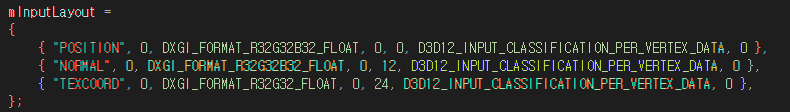 mInputLayout =
{
{ "POSITION", 0, DXGI_FORMAT_R32G32B32_FLOAT, 0, 0, D3D12_INPUT_CLASSIFICATION_PER_VERTEX_DATA, 0 },
{ "NORMAL", 0, DXGI_FORMAT_R32G32B32_FLOAT, 0, 12, D3D12_INPUT_CLASSIFICATION_PER_VERTEX_DATA, 0 },
{ "TEXCOORD", 0, DXGI_FORMAT_R32G32_FLOAT, 0, 24, D3D12_INPUT_CLASSIFICATION_PER_VERTEX_DATA, 0 },
};